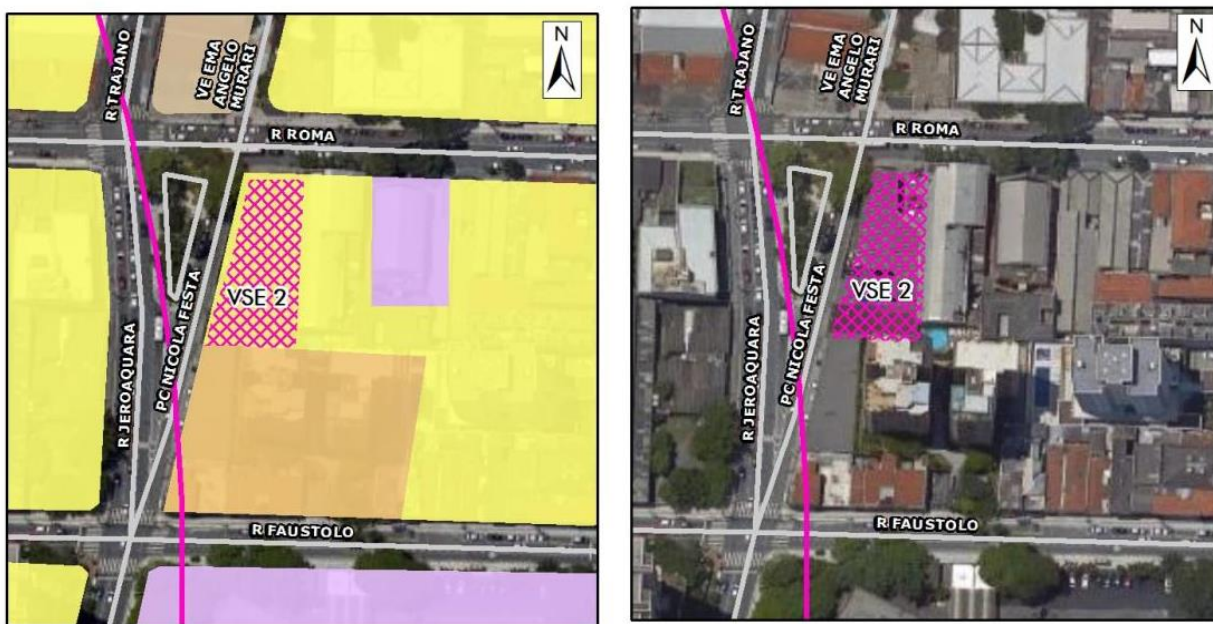 N
R TRAJANO
VE EMA
ANGELO
MURARI
R ROMA
VSE 2
PC NICOLA FESTA
R JEROAQUARA
R FAUSTOLO
N
R TRAJANO
VE EMA
ANGELO
MURARI
R ROMA
VSE 2
PC NICOLA FESTA
R JEROAQUARA
R FAUSTOLO